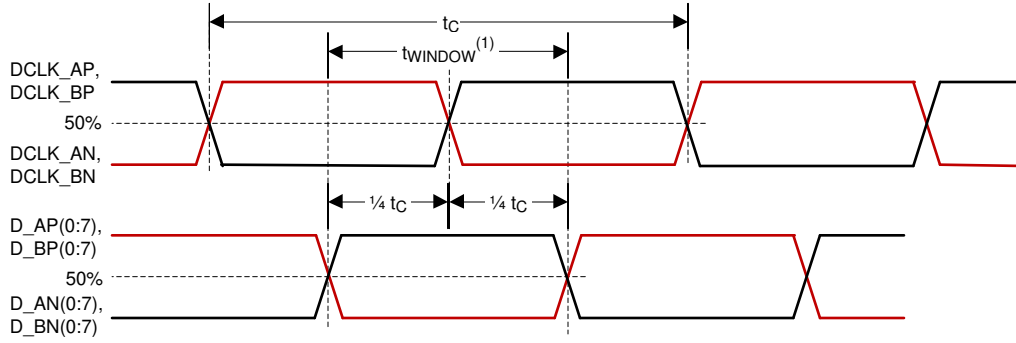 tC
tWINDOW(1)
DCLK_AP,
DCLK_BP
50%
DCLK_AN,
DCLK_BN
¼ tC
¼ tC
D_AP(0:7),
D_BP(0:7)
50%
D_AN(0:7),
D_BN(0:7)